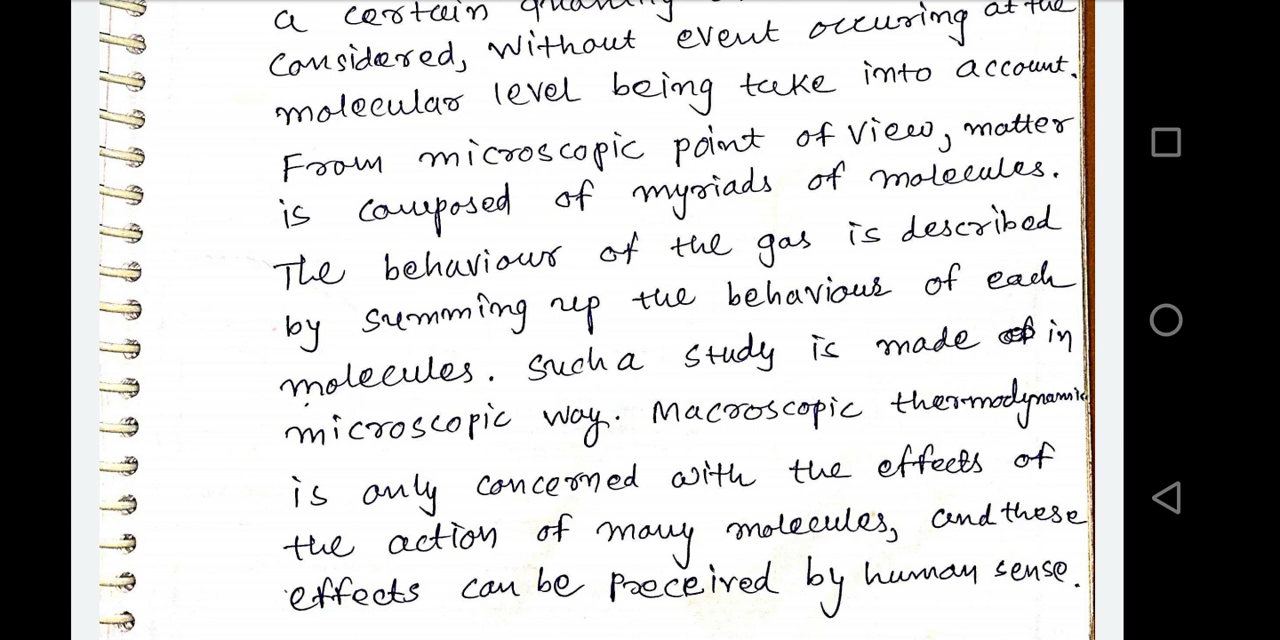 a certain quantity
considered, without event occuring at the
molecular level being take into account.
From microscopic point of view, matter
is composed of myriads of molecules.
The behaviour of the gas is described
by summing up the behaviour of each
molecules. Such a study is made in
microscopic way. Macroscopic thermodynamic
is only concerned with the effects of
the action of many molecules, and these
effects can be preceived by human sense.